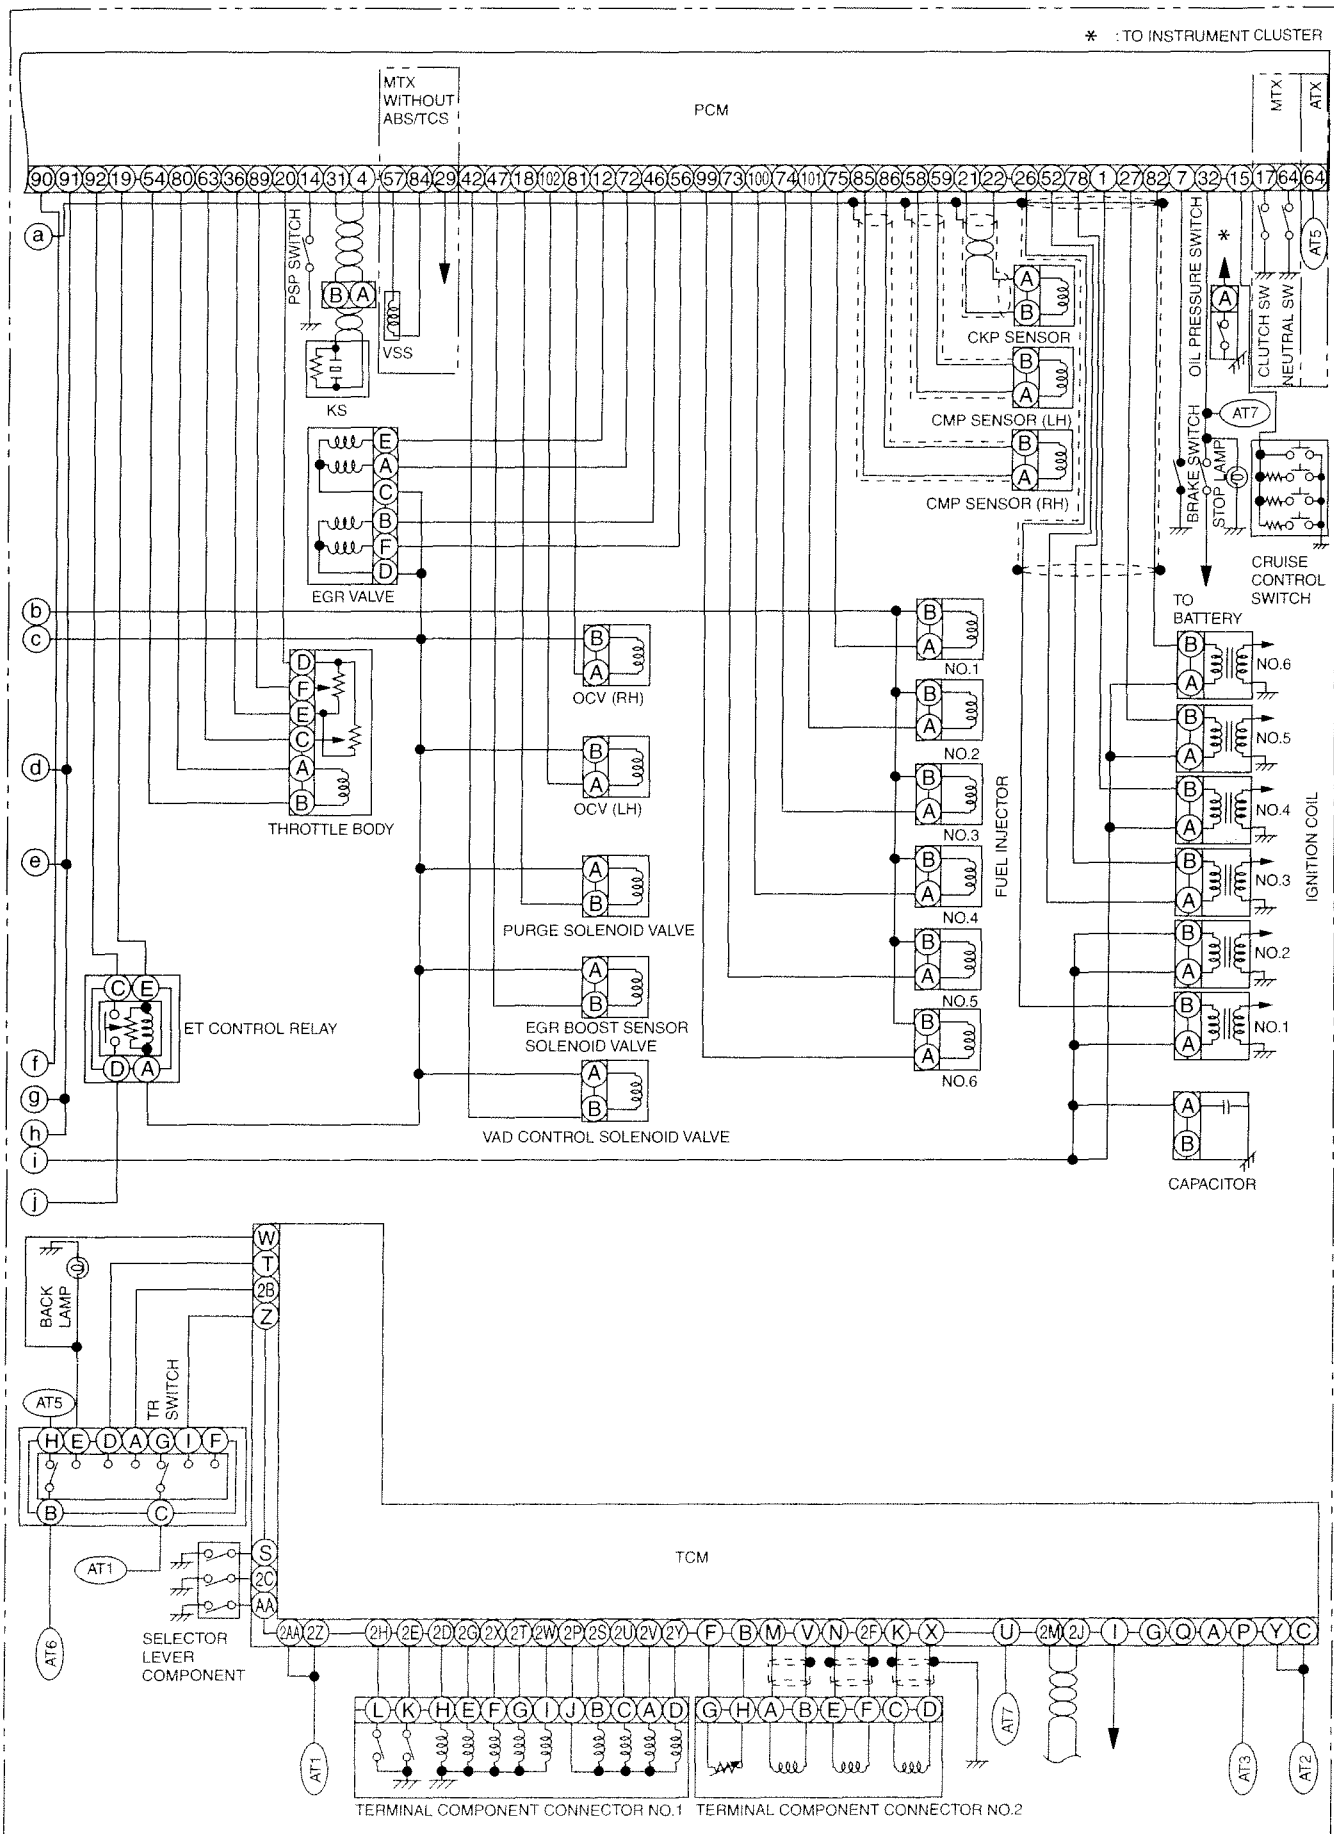 * : TO INSTRUMENT CLUSTER
MTX
WITHOUT
ABS/TCS
PCM
MTX
ATX
90 91 92 19 54 80 63 36 89 20 14 31 4 57 84 29 42 47 18 102 81 12 72 46 56 99 73 100 74 101 75 85 86 58 59 21 22 26 52 78 1 27 82 7 32 15 17 64 64
a
PSP SWITCH
B A
KS
VSS
A
B
CKP SENSOR
B
A
CMP SENSOR (LH)
B
A
CMP SENSOR (RH)
OIL PRESSURE SWITCH
*
A
CLUTCH SW
NEUTRAL SW
AT5
AT7
BRAKE SWITCH
STOP LAMP
CRUISE
CONTROL
SWITCH
E
A
C
B
F
D
EGR VALVE
b
c
d
e
f
g
h
i
j
D
F
E
C
A
B
THROTTLE BODY
B
A
OCV (RH)
B
A
OCV (LH)
A
B
PURGE SOLENOID VALVE
A
B
EGR BOOST SENSOR
SOLENOID VALVE
A
B
VAD CONTROL SOLENOID VALVE
C E
ET CONTROL RELAY
D A
B
A
NO.1
B
A
NO.2
B
A
NO.3
B
A
NO.4
B
A
NO.5
B
A
NO.6
FUEL INJECTOR
TO
BATTERY
B
A
NO.6
B
A
NO.5
B
A
NO.4
B
A
NO.3
B
A
NO.2
B
A
NO.1
IGNITION COIL
A
B
CAPACITOR
W
T
2B
Z
BACK
LAMP
AT5
TR
SWITCH
H E D A G I F
B C
AT1
AT6
S
2C
AA
SELECTOR
LEVER
COMPONENT
TCM
2AA 2Z 2H 2E 2D 2G 2X 2T 2W 2P 2S 2U 2V 2Y F B M V N 2F K X U 2M 2J I G Q A P Y C
L K H E F G I J B C A D
G H A B E F C D
AT1
AT7
AT3
AT2
TERMINAL COMPONENT CONNECTOR NO.1
TERMINAL COMPONENT CONNECTOR NO.2